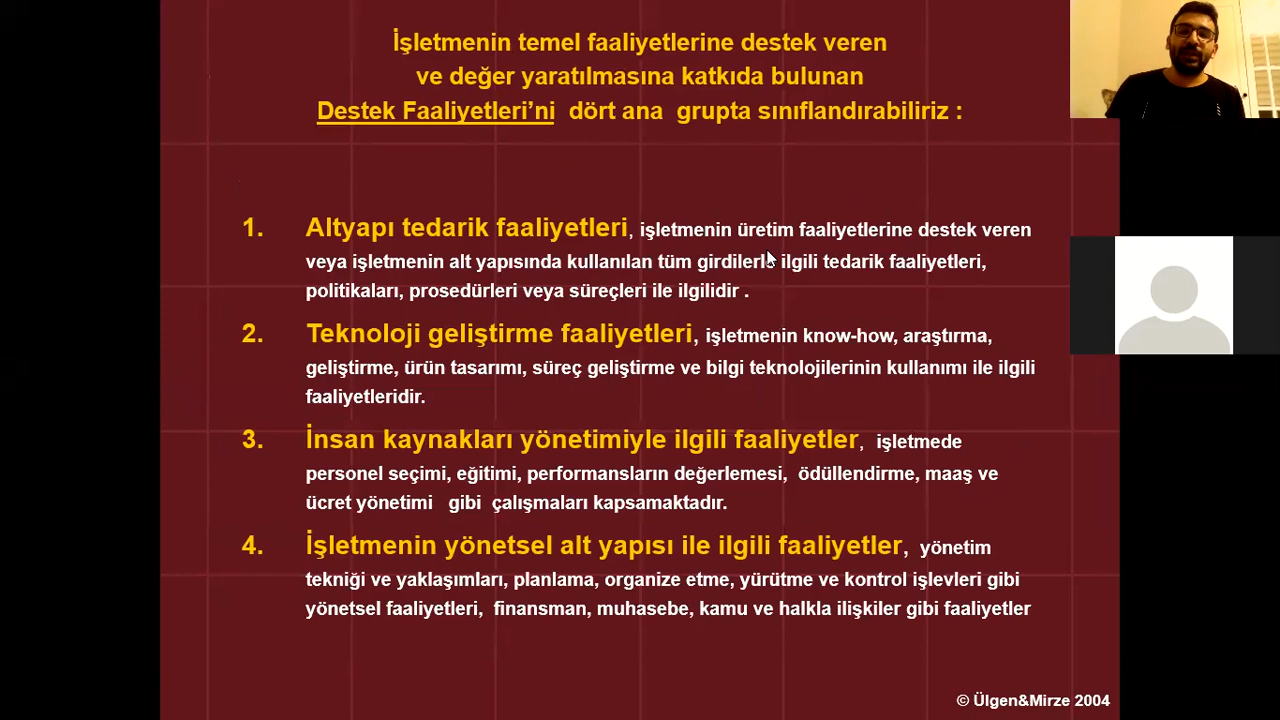 İşletmenin temel faaliyetlerine destek veren
ve değer yaratılmasına katkıda bulunan
Destek Faaliyetleri’ni dört ana grupta sınıflandırabiliriz :
1. Altyapı tedarik faaliyetleri, işletmenin üretim faaliyetlerine destek veren
veya işletmenin alt yapısında kullanılan tüm girdilerle ilgili tedarik faaliyetleri,
politikaları, prosedürleri veya süreçleri ile ilgilidir .
2. Teknoloji geliştirme faaliyetleri, işletmenin know-how, araştırma,
geliştirme, ürün tasarımı, süreç geliştirme ve bilgi teknolojilerinin kullanımı ile ilgili
faaliyetleridir.
3. İnsan kaynakları yönetimiyle ilgili faaliyetler, işletmede
personel seçimi, eğitimi, performansların değerlemesi, ödüllendirme, maaş ve
ücret yönetimi gibi çalışmaları kapsamaktadır.
4. İşletmenin yönetsel alt yapısı ile ilgili faaliyetler, yönetim
tekniği ve yaklaşımları, planlama, organize etme, yürütme ve kontrol işlevleri gibi
yönetsel faaliyetleri, finansman, muhasebe, kamu ve halkla ilişkiler gibi faaliyetler
© Ülgen&Mirze 2004